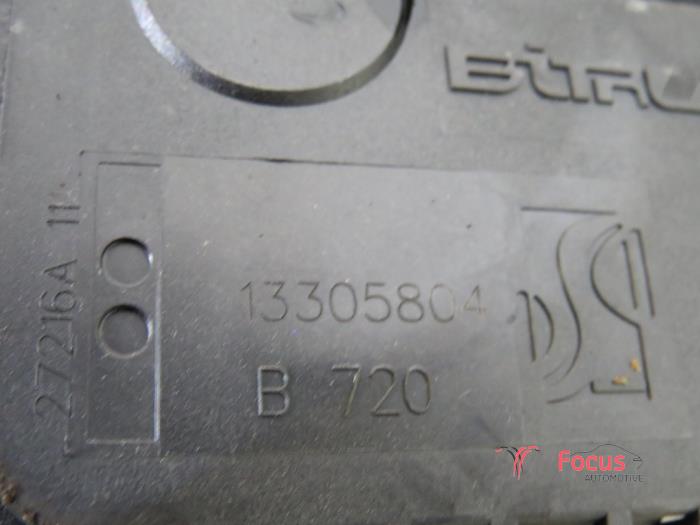 27216A 11
13305804
B 720
Focus
AUTOMOTIVE